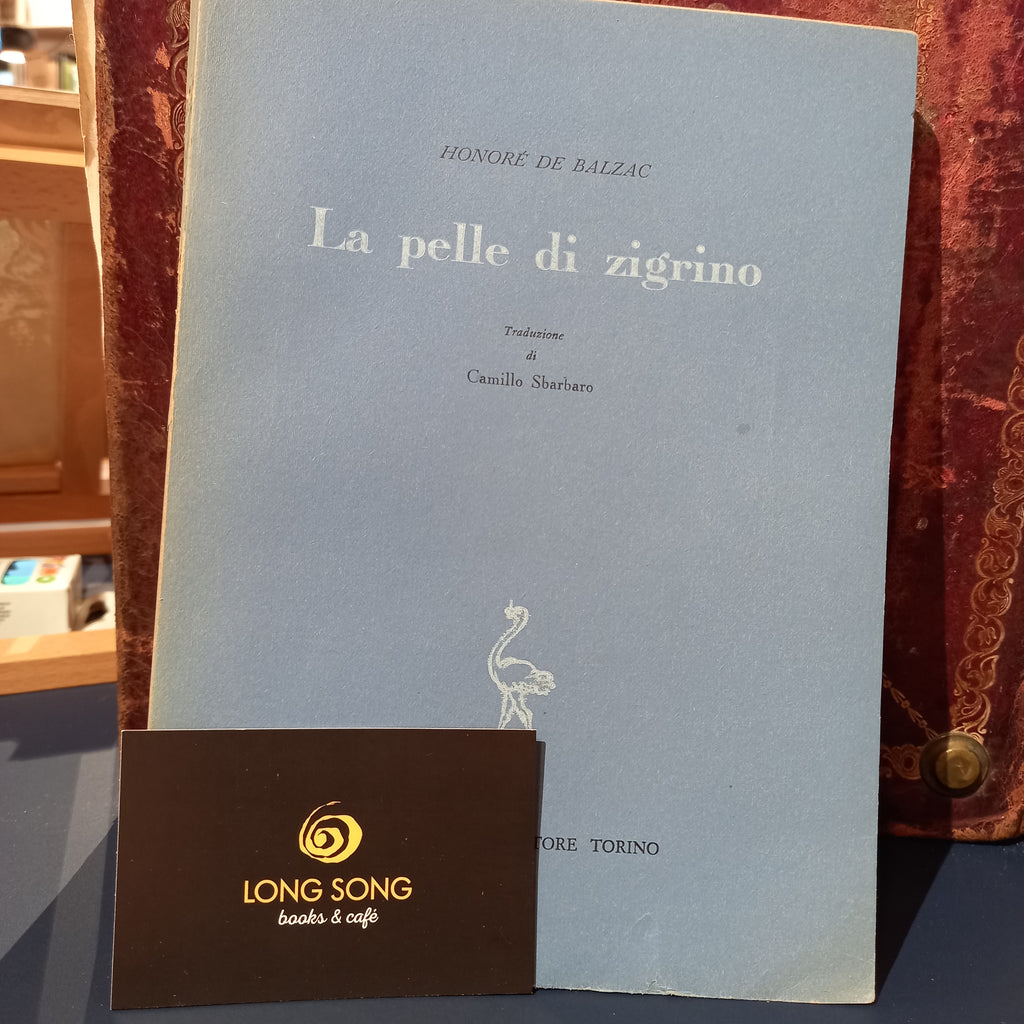 HONORÉ DE BALZAC
La pelle di zigrino
Traduzione
di
Camillo Sbarbaro
TORE TORINO
LONG SONG
books & café